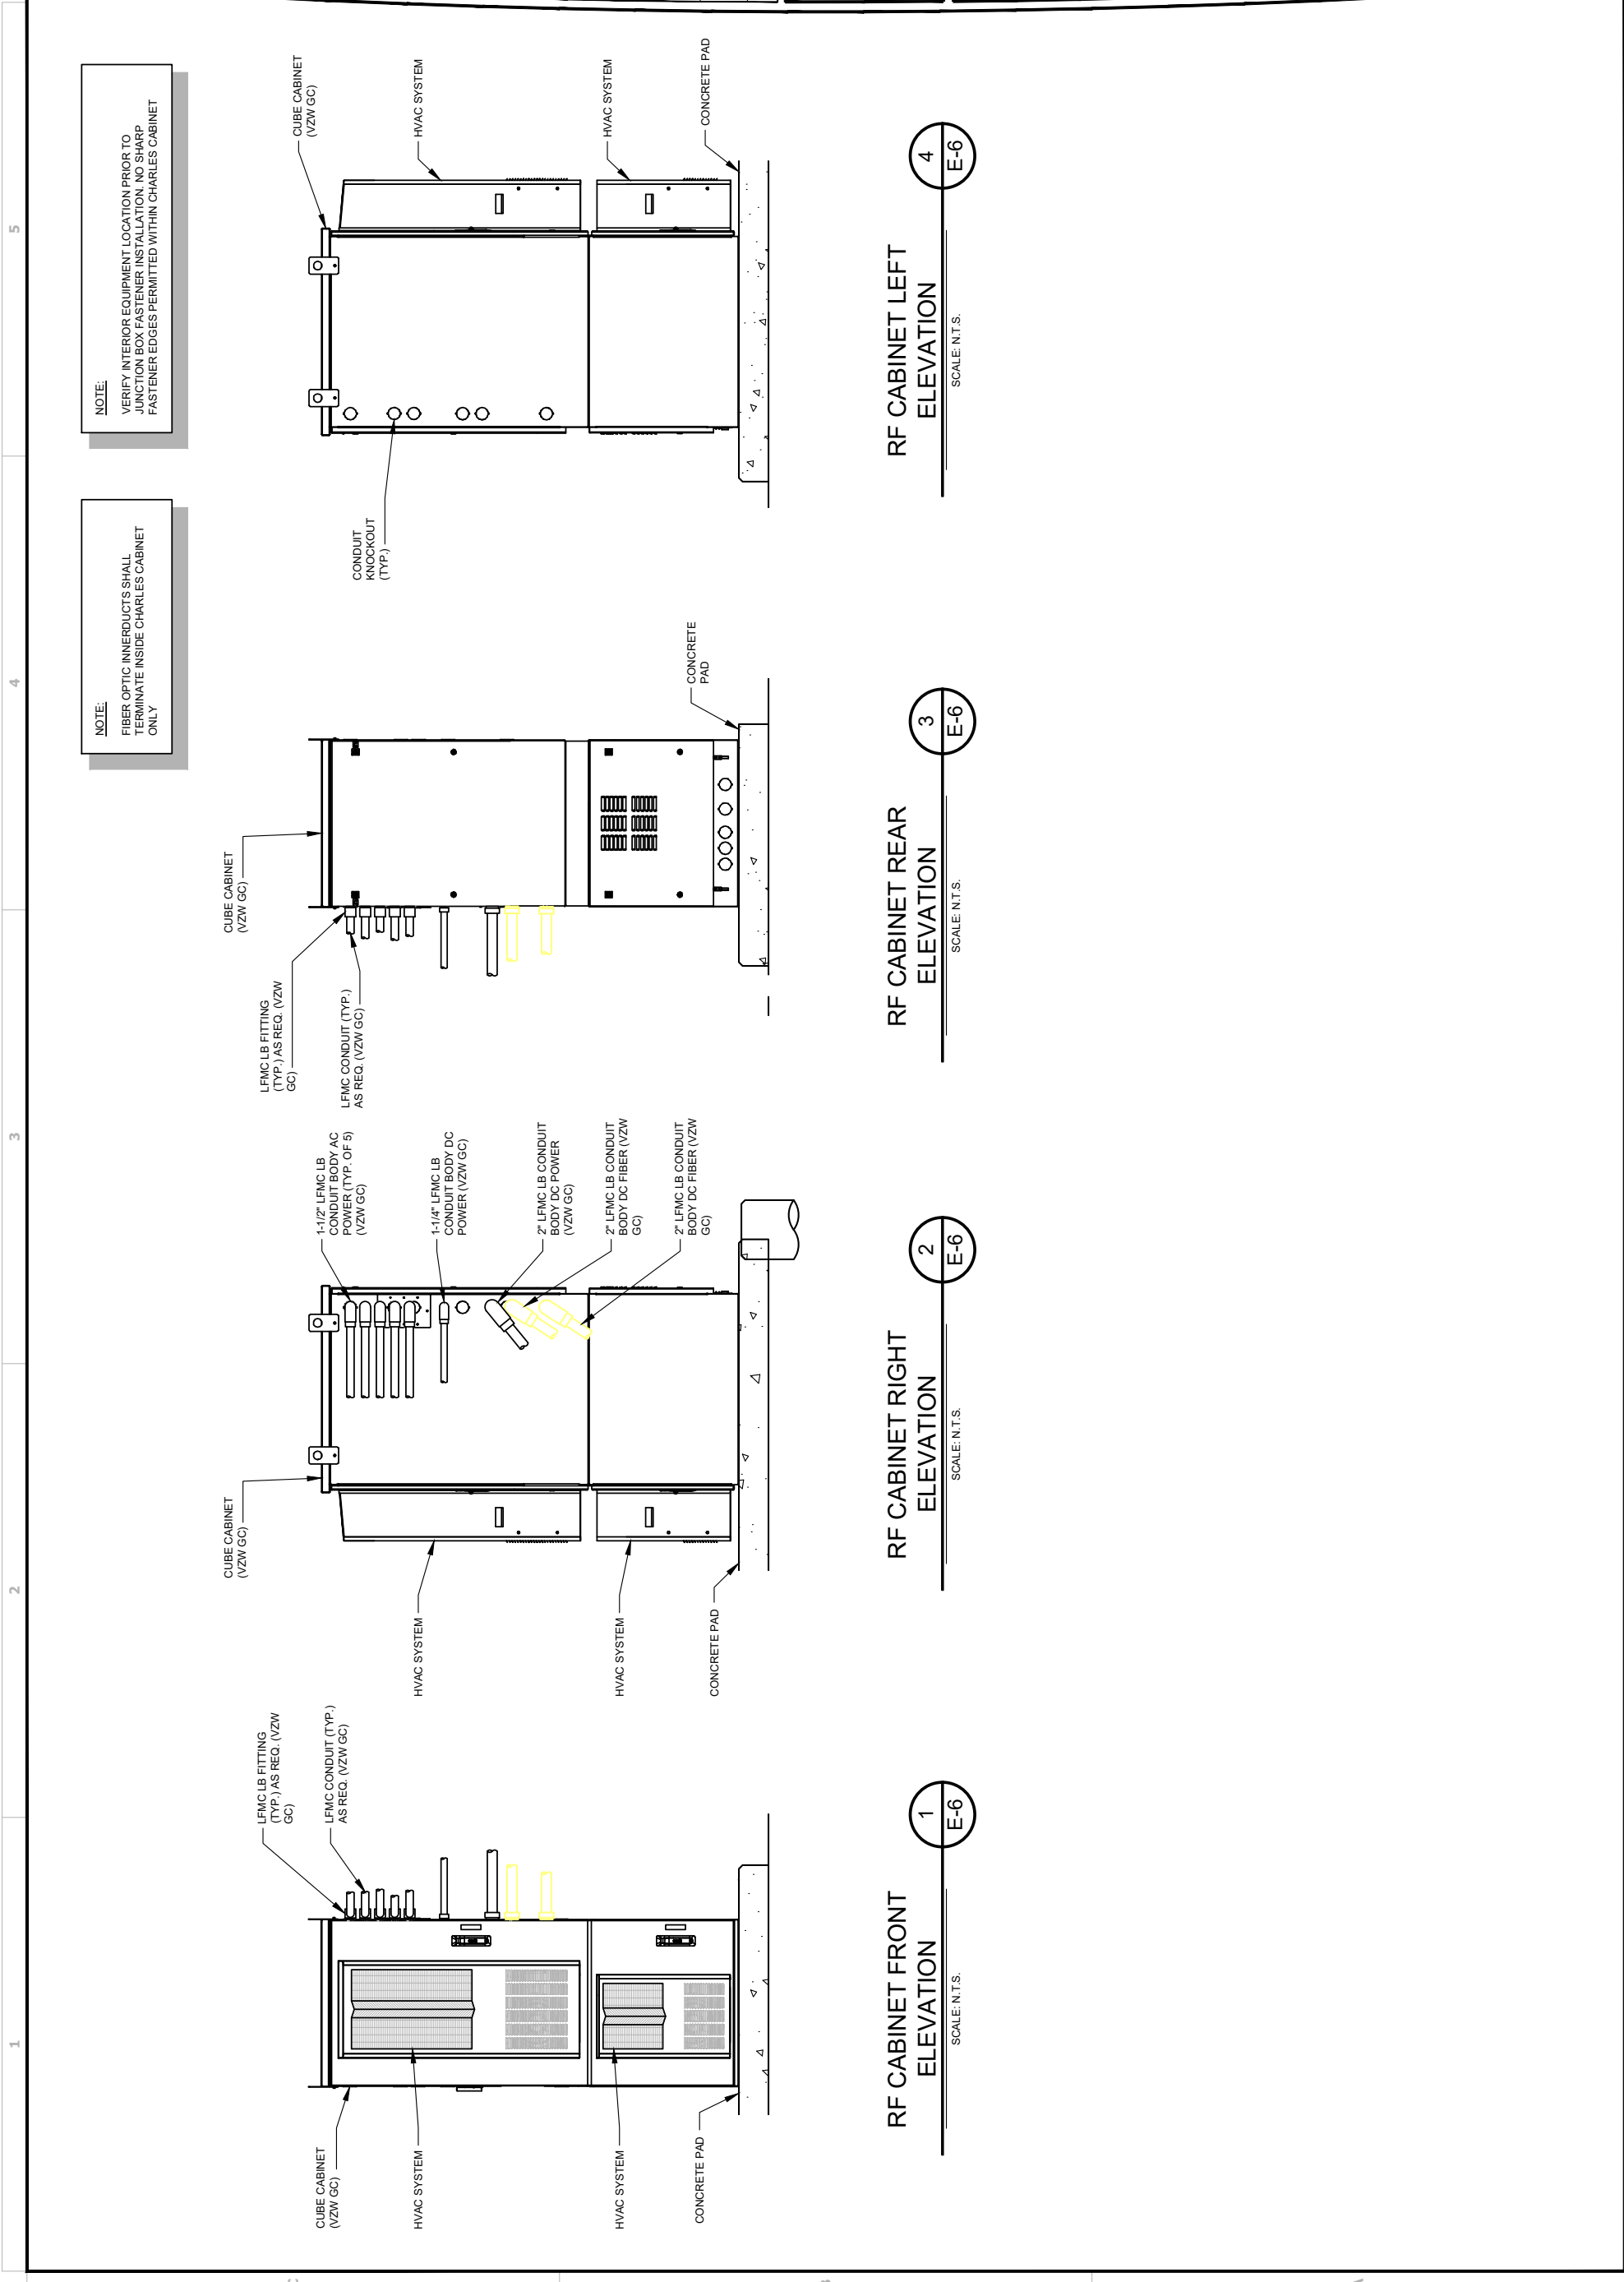 1
2
3
4
5
NOTE:
FIBER OPTIC INNERDUCTS SHALL
TERMINATE INSIDE CHARLES CABINET
ONLY
NOTE:
VERIFY INTERIOR EQUIPMENT LOCATION PRIOR TO
JUNCTION BOX FASTENER INSTALLATION. NO SHARP
FASTENER EDGES PERMITTED WITHIN CHARLES CABINET
CUBE CABINET
(VZW GC)
HVAC SYSTEM
HVAC SYSTEM
CONCRETE PAD
LFMC LB FITTING
(TYP.) AS REQ. (VZW
GC)
LFMC CONDUIT (TYP.)
AS REQ. (VZW GC)
RF CABINET FRONT
ELEVATION
SCALE: N.T.S.
1
E-6
CUBE CABINET
(VZW GC)
HVAC SYSTEM
HVAC SYSTEM
CONCRETE PAD
1-1/2" LFMC LB
CONDUIT BODY AC
POWER (TYP. OF 5)
(VZW GC)
1-1/4" LFMC LB
CONDUIT BODY DC
POWER (VZW GC)
2" LFMC LB CONDUIT
BODY DC POWER
(VZW GC)
2" LFMC LB CONDUIT
BODY DC FIBER (VZW
GC)
2" LFMC LB CONDUIT
BODY DC FIBER (VZW
GC)
RF CABINET RIGHT
ELEVATION
SCALE: N.T.S.
2
E-6
CUBE CABINET
(VZW GC)
LFMC LB FITTING
(TYP.) AS REQ. (VZW
GC)
LFMC CONDUIT (TYP.)
AS REQ. (VZW GC)
CONCRETE
PAD
RF CABINET REAR
ELEVATION
SCALE: N.T.S.
3
E-6
CUBE CABINET
(VZW GC)
HVAC SYSTEM
HVAC SYSTEM
CONCRETE PAD
CONDUIT
KNOCKOUT
(TYP.)
RF CABINET LEFT
ELEVATION
SCALE: N.T.S.
4
E-6